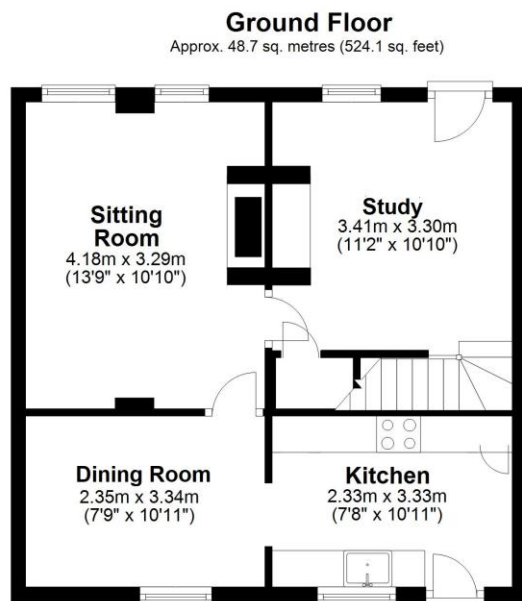 Ground Floor
Approx. 48.7 sq. metres (524.1 sq. feet)
Sitting
Room
4.18m x 3.29m
(13'9" x 10'10")
Study
3.41m x 3.30m
(11'2" x 10'10")
Dining Room
2.35m x 3.34m
(7'9" x 10'11")
Kitchen
2.33m x 3.33m
(7'8" x 10'11")